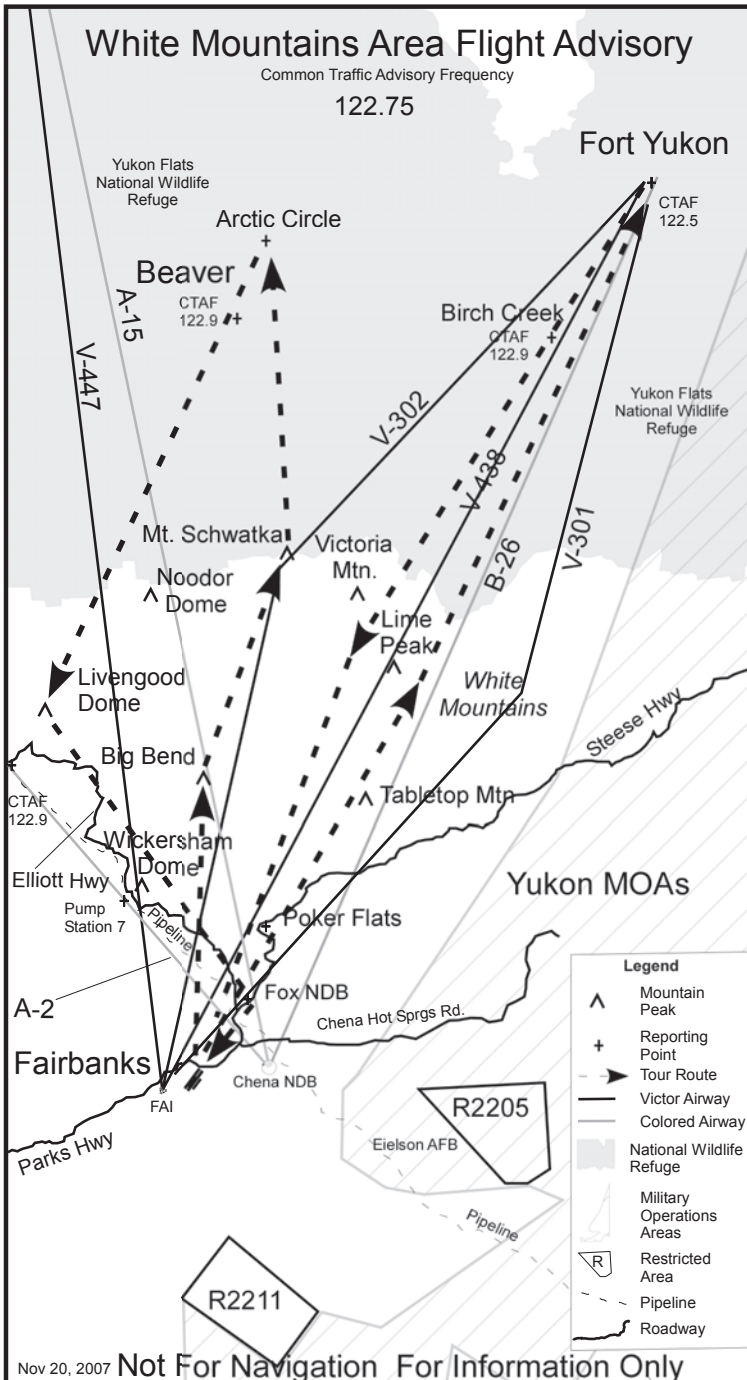 White Mountains Area Flight Advisory
Common Traffic Advisory Frequency
122.75
Fort Yukon
Yukon Flats
National Wildlife
Refuge
CTAF
122.5
Arctic Circle
Beaver
CTAF
122.9
A-15
Birch Creek
CTAF
122.9
V-447
Yukon Flats
National Wildlife
Refuge
V-302
V-438
V-301
B-26
Mt. Schwatka
Victoria
Mtn.
Noodor
Dome
Lime
Peak
Livengood
Dome
White
Mountains
Steese Hwy
Big Bend
CTAF
122.9
Tabletop Mtn
Wickersham
Dome
Elliott Hwy
Yukon MOAs
Pump
Station 7
Pipeline
Poker Flats
A-2
Fox NDB
Chena Hot Sprgs Rd.
Fairbanks
Chena NDB
FAI
Parks Hwy
R2205
Eielson AFB
Pipeline
R2211
Legend
Mountain
Peak
Reporting
Point
Tour Route
Victor Airway
Colored Airway
National Wildlife
Refuge
Military
Operations
Areas
R
Restricted
Area
Pipeline
Roadway
Nov 20, 2007 Not For Navigation For Information Only